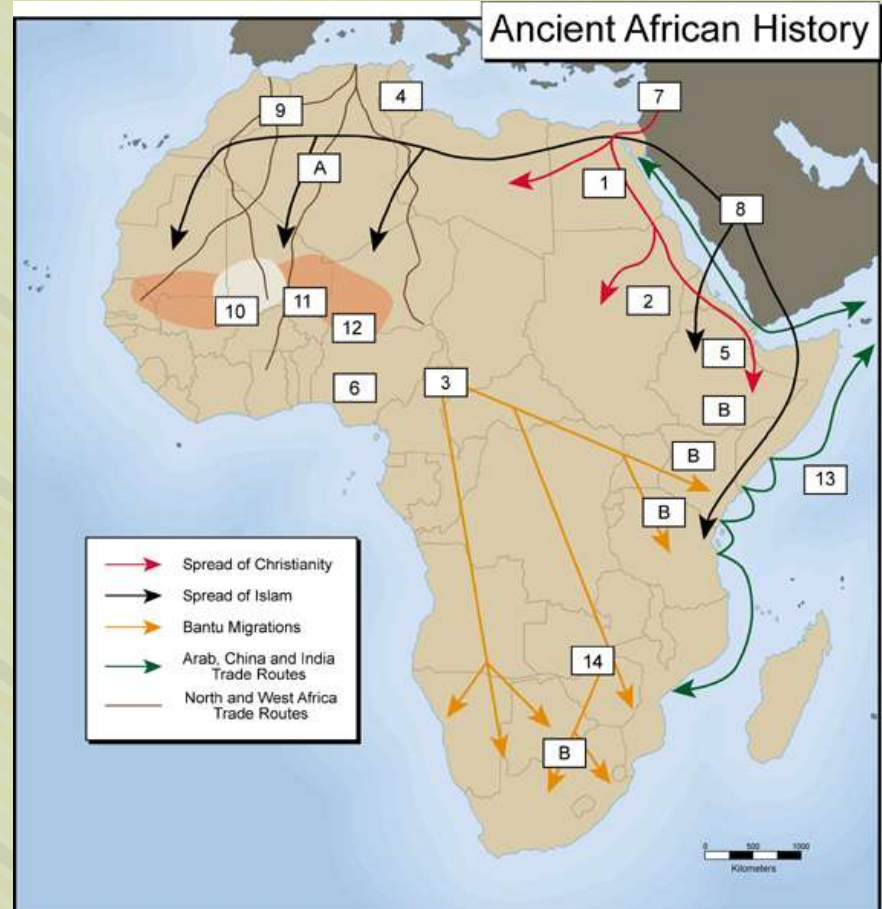 Ancient African History
7
4
9
A
1
8
2
10
11
12
5
3
6
B
B
13
B
14
B
Spread of Christianity
Spread of Islam
Bantu Migrations
Arab, China and India
Trade Routes
North and West Africa
Trade Routes
0 500 1000
Kilometers